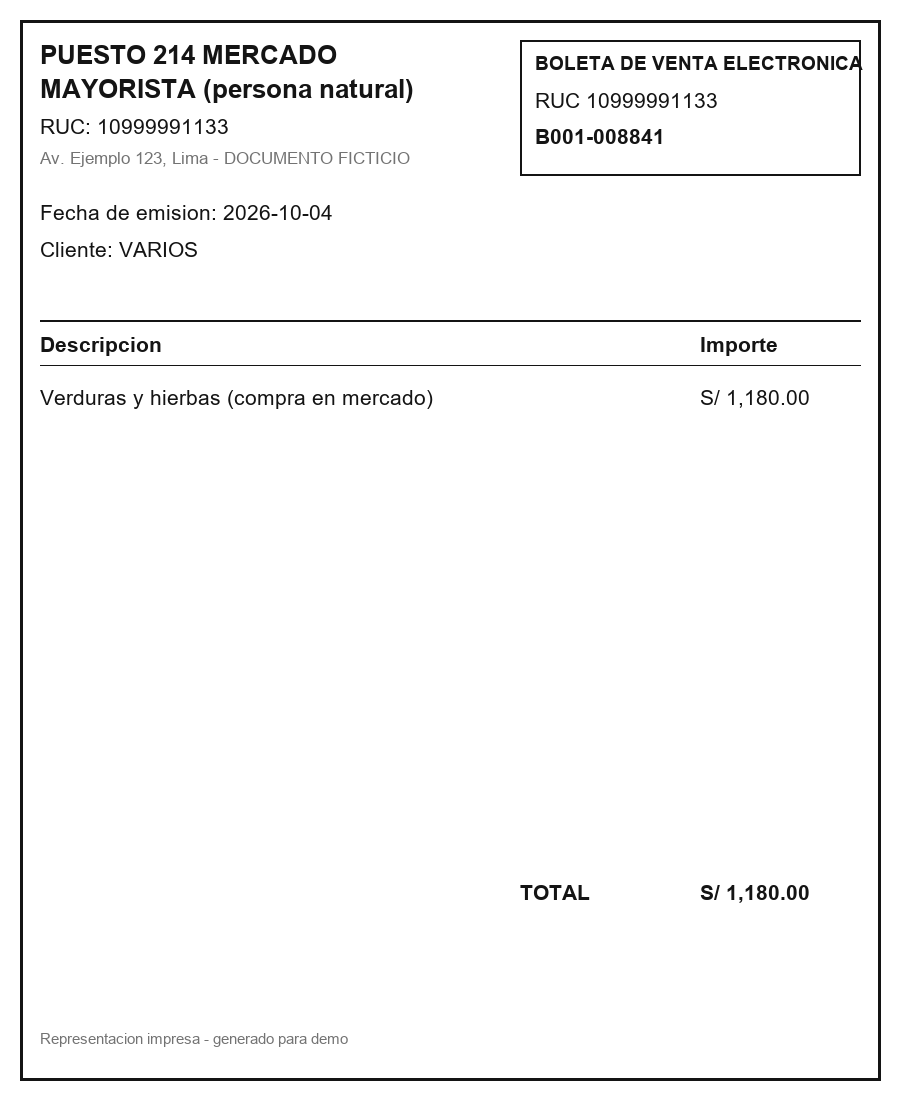 PUESTO 214 MERCADO
MAYORISTA (persona natural)
RUC: 10999991133
Av. Ejemplo 123, Lima - DOCUMENTO FICTICIO
BOLETA DE VENTA ELECTRONICA
RUC 10999991133
B001-008841
Fecha de emision: 2026-10-04
Cliente: VARIOS
Descripcion Importe
Verduras y hierbas (compra en mercado) S/ 1,180.00
TOTAL S/ 1,180.00
Representacion impresa - generado para demo